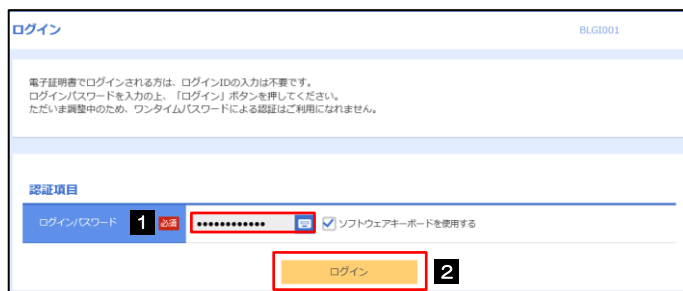 ログイン
BLGI001
電子証明書でログインされる方は、ログインIDの入力は不要です。
ログインパスワードを入力の上、「ログイン」ボタンを押してください。
ただいま調整中のため、ワンタイムパスワードによる認証はご利用になれません。
認証項目
ログインパスワード 1 必須 •••••••••••• ソフトウェアキーボードを使用する
ログイン 2